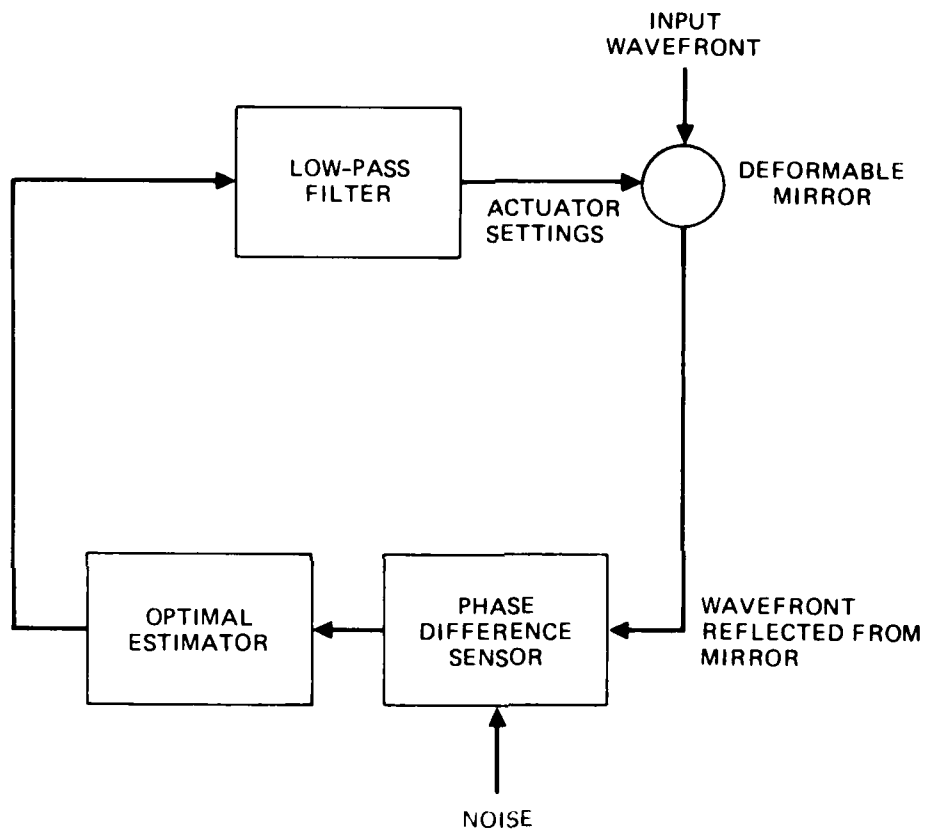 INPUT
WAVEFRONT
LOW-PASS
FILTER
DEFORMABLE
MIRROR
ACTUATOR
SETTINGS
OPTIMAL
ESTIMATOR
PHASE
DIFFERENCE
SENSOR
WAVEFRONT
REFLECTED FROM
MIRROR
NOISE